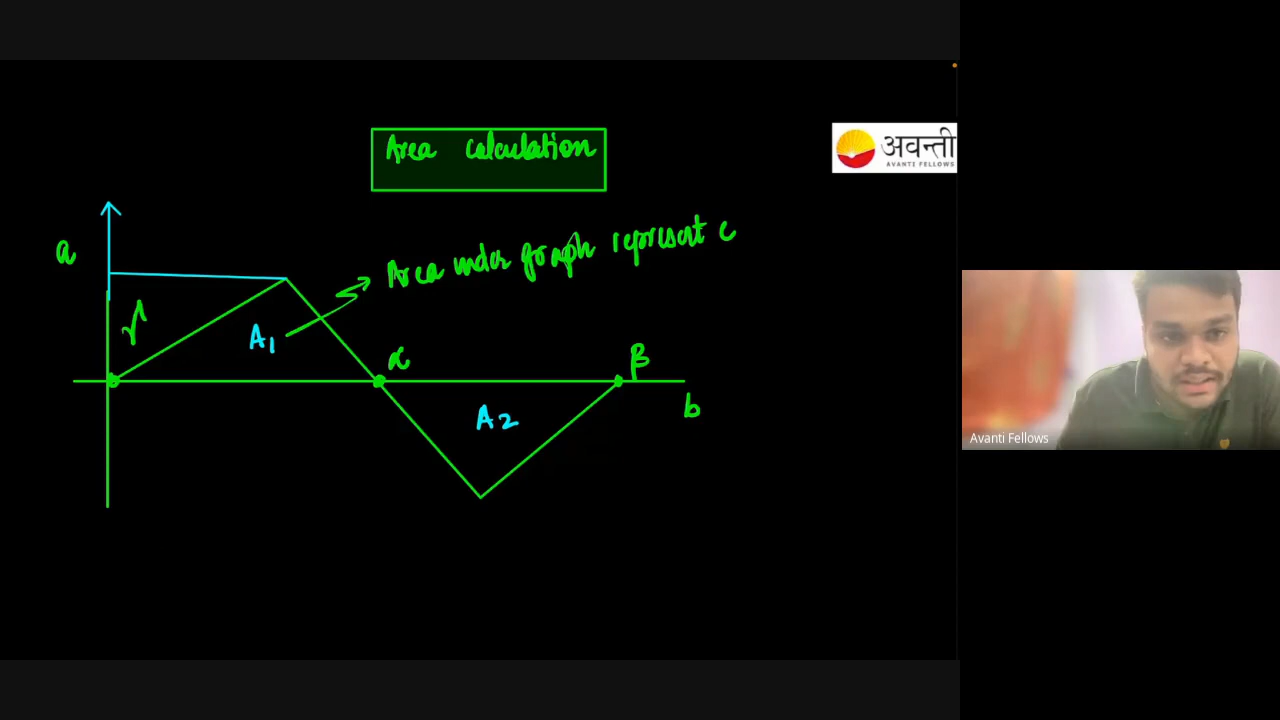 Area calculation
अवन्ती
AVANTI FELLOWS
a
Area under graph represent c
A1
α
β
b
A2
Avanti Fellows